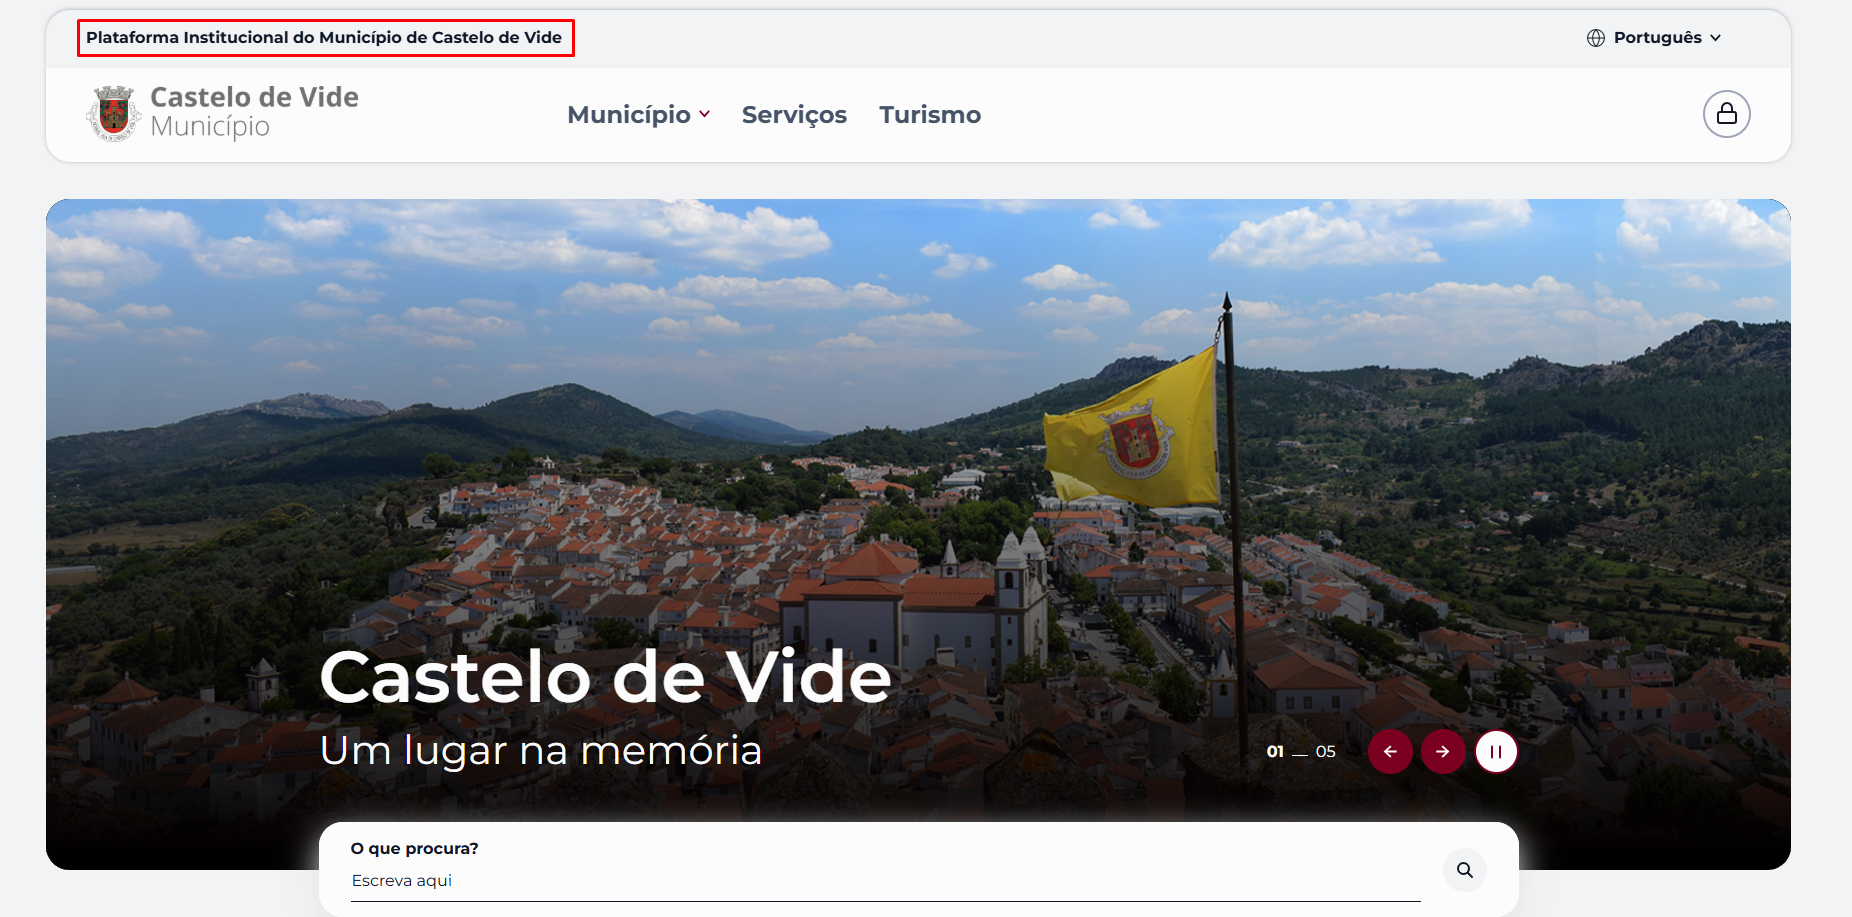 Plataforma Institucional do Município de Castelo de Vide
Português
Castelo de Vide
Município
Município
Serviços
Turismo
Castelo de Vide
Um lugar na memória
01 — 05
O que procura?
Escreva aqui